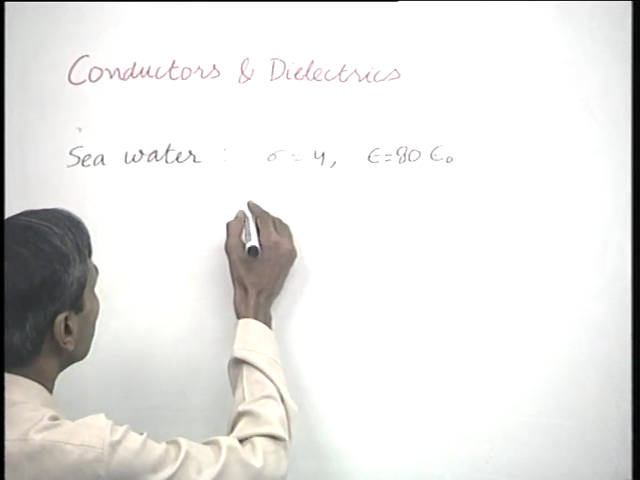 Conductors & Dielectrics
Sea water : σ = 4, ϵ = 80 ϵ₀